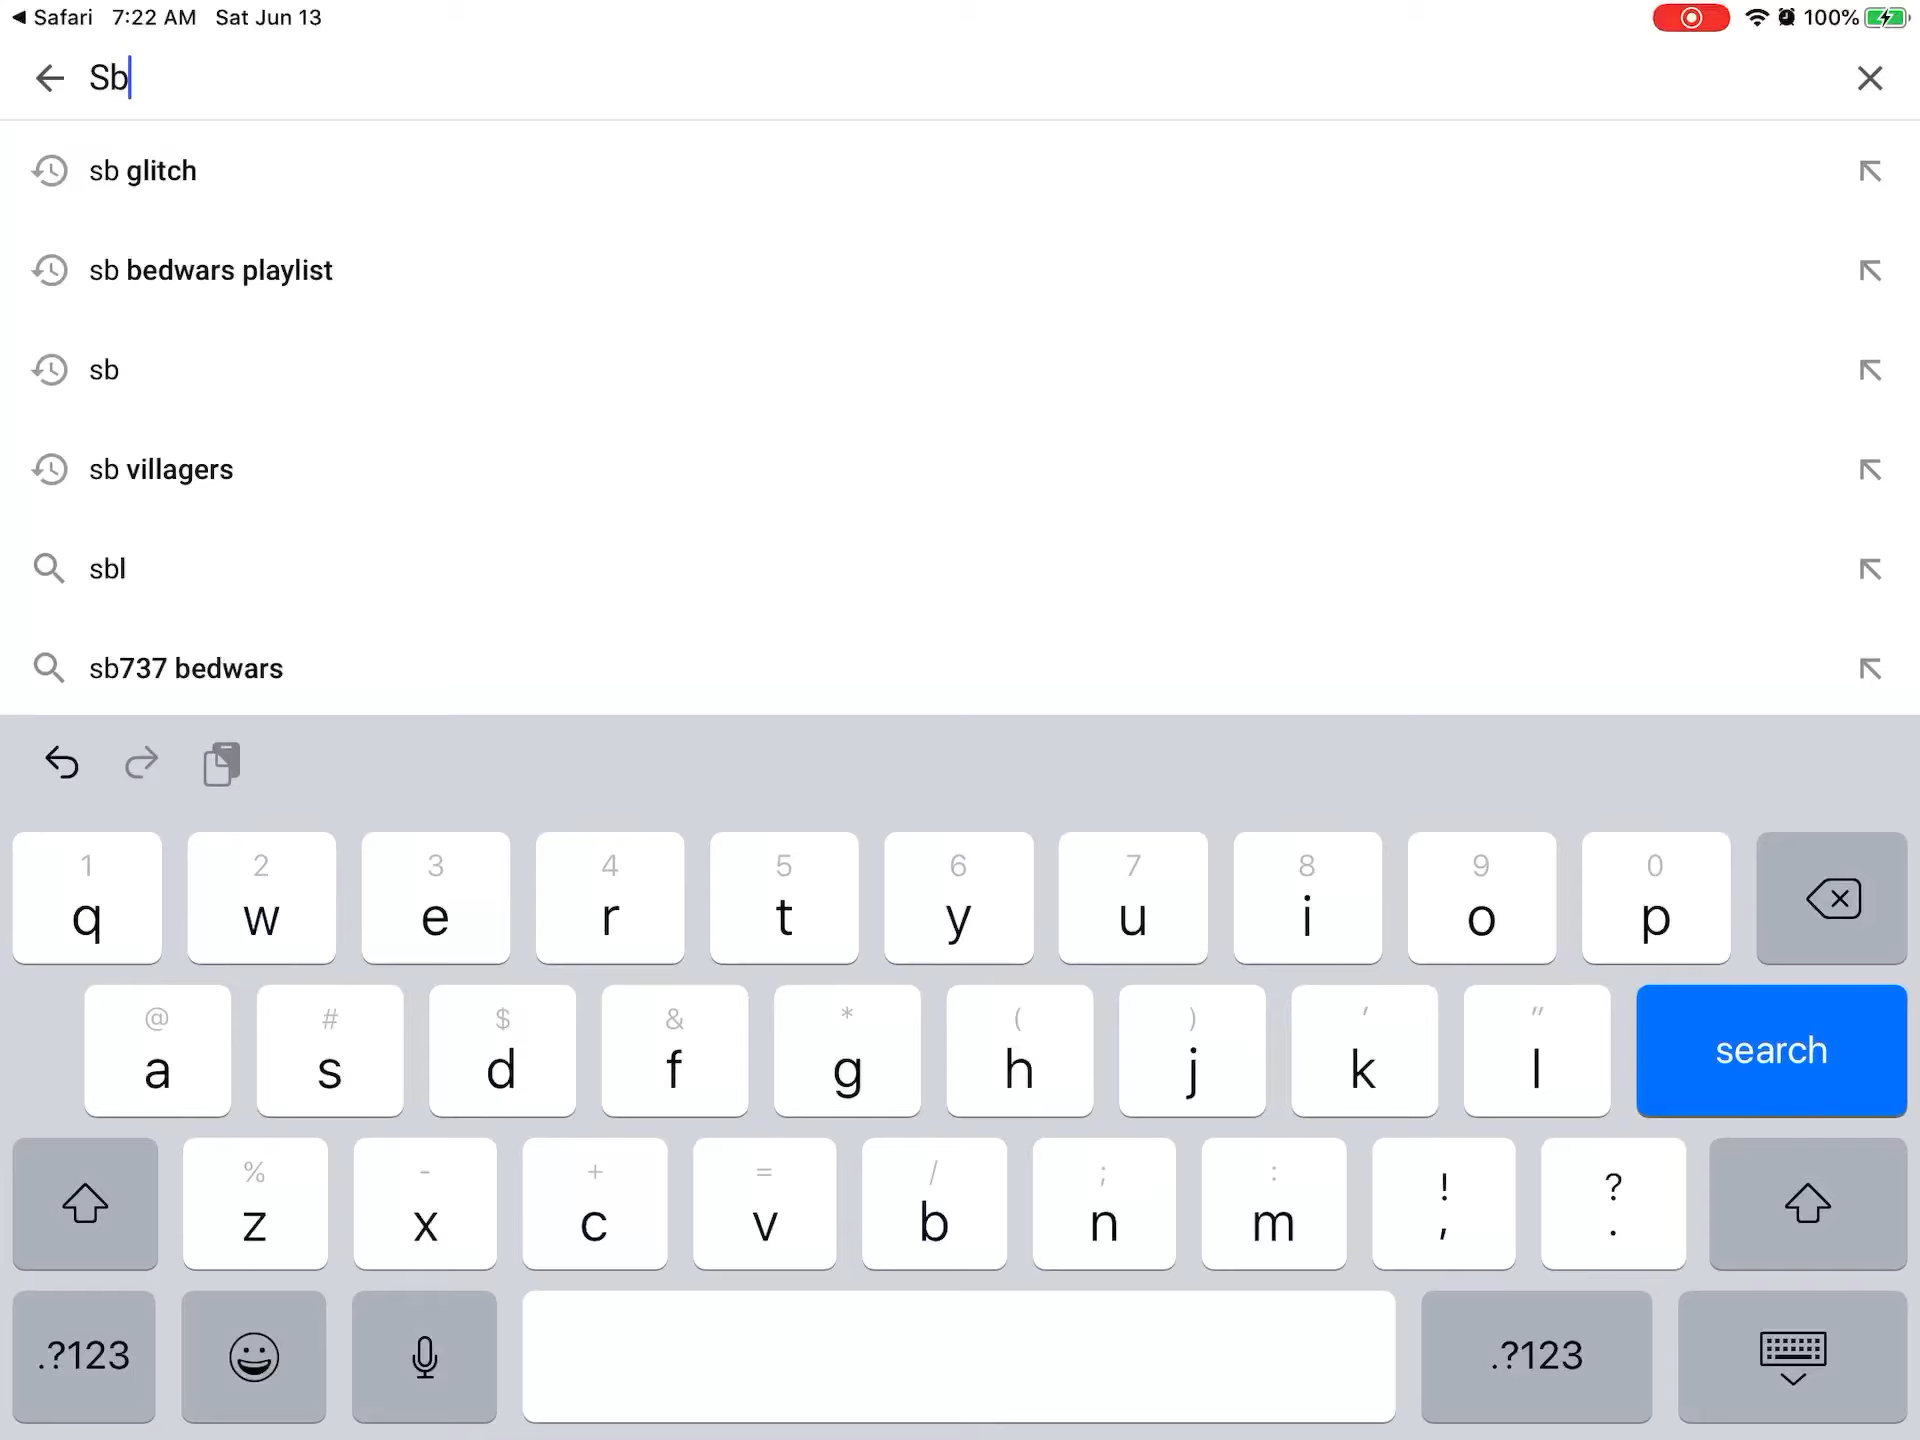 Safari 7:22 AM Sat Jun 13 100%
Sb
sb glitch
sb bedwars playlist
sb
sb villagers
sbl
sb737 bedwars
1 2 3 4 5 6 7 8 9 0
q w e r t y u i o p
@ # $ & * ( ) ' "
a s d f g h j k l search
% - + = / ; : ! ?
z x c v b n m , .
.?123 .?123